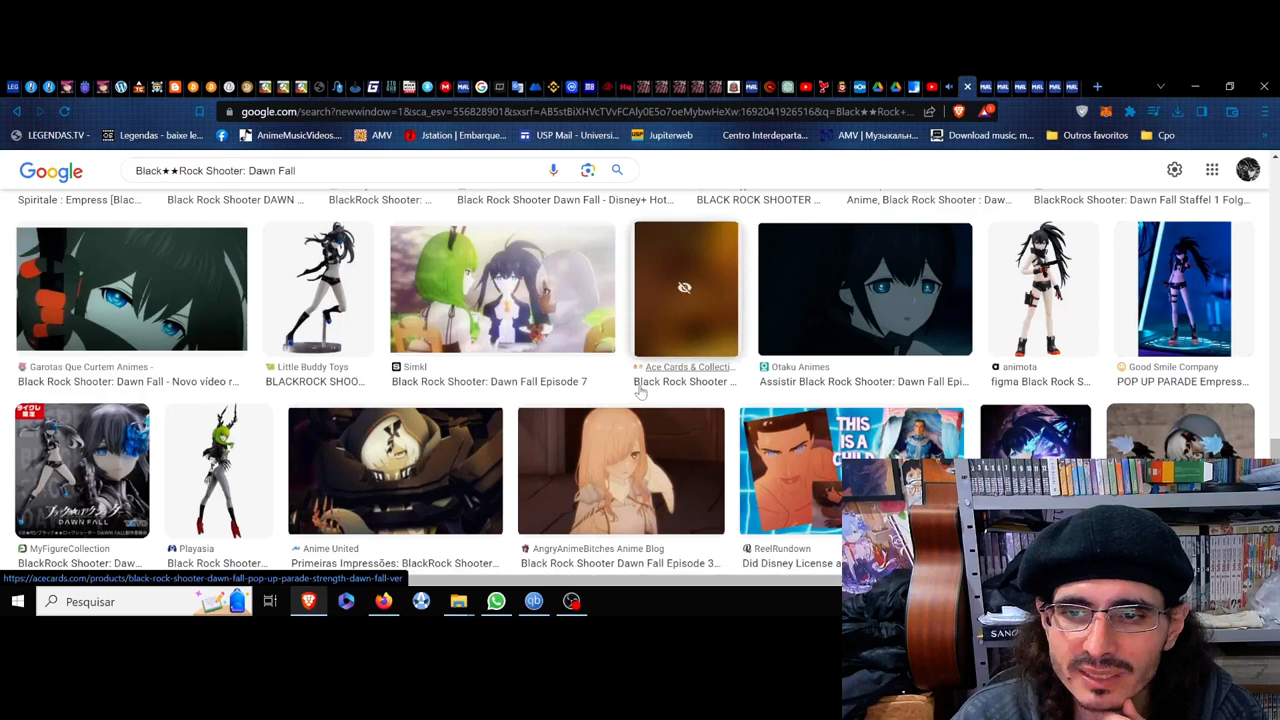 LEGENDAS.TV -
Legendas - baixe le...
AnimeMusicVideos....
AMV
Jstation | Embarque...
USP Mail - Universi...
Jupiterweb
Centro Interdeparta...
AMV | Музыкальн...
Download music, m...
Outros favoritos
Cpo
google.com/search?newwindow=1&sca_esv=556828901&sxsrf=AB5stBiXHVcTVvFCAly0E5o7oeMybwHeXw:1692041926516&q=Black★★Rock+...
Google
Black★★Rock Shooter: Dawn Fall
Spiritale : Empress [Blac...
BlackRock Shooter DAWN ...
BlackRock Shooter: ...
Black Rock Shooter Dawn Fall - Disney+ Hot...
BLACK ROCK SHOOTER ...
Anime, Black Rock Shooter : Daw...
BlackRock Shooter Dawn Fall Staffel 1 Folg...
Garotas Que Curtem Animes -
Black Rock Shooter: Dawn Fall - Novo vídeo r...
Little Buddy Toys
BLACKROCK SHOO...
Simkl
Black Rock Shooter: Dawn Fall Episode 7
Ace Cards & Collecti...
Black Rock Shooter ...
Otaku Animes
Assistir Black Rock Shooter: Dawn Fall Epi...
animota
figma Black Rock S...
Good Smile Company
POP UP PARADE Empress...
DAWN FALL
THIS
IS A
CHILD
MyFigureCollection
BlackRock Shooter: Daw...
Playasia
Black Rock Shooter...
Anime United
Primeiras Impressões: BlackRock Shooter...
AngryAnimeBitches Anime Blog
Black Rock Shooter Dawn Fall Episode 3...
ReelRundown
Did Disney License a
https://acecards.com/products/black-rock-shooter-dawn-fall-pop-up-parade-strength-dawn-fall-ver
Pesquisar